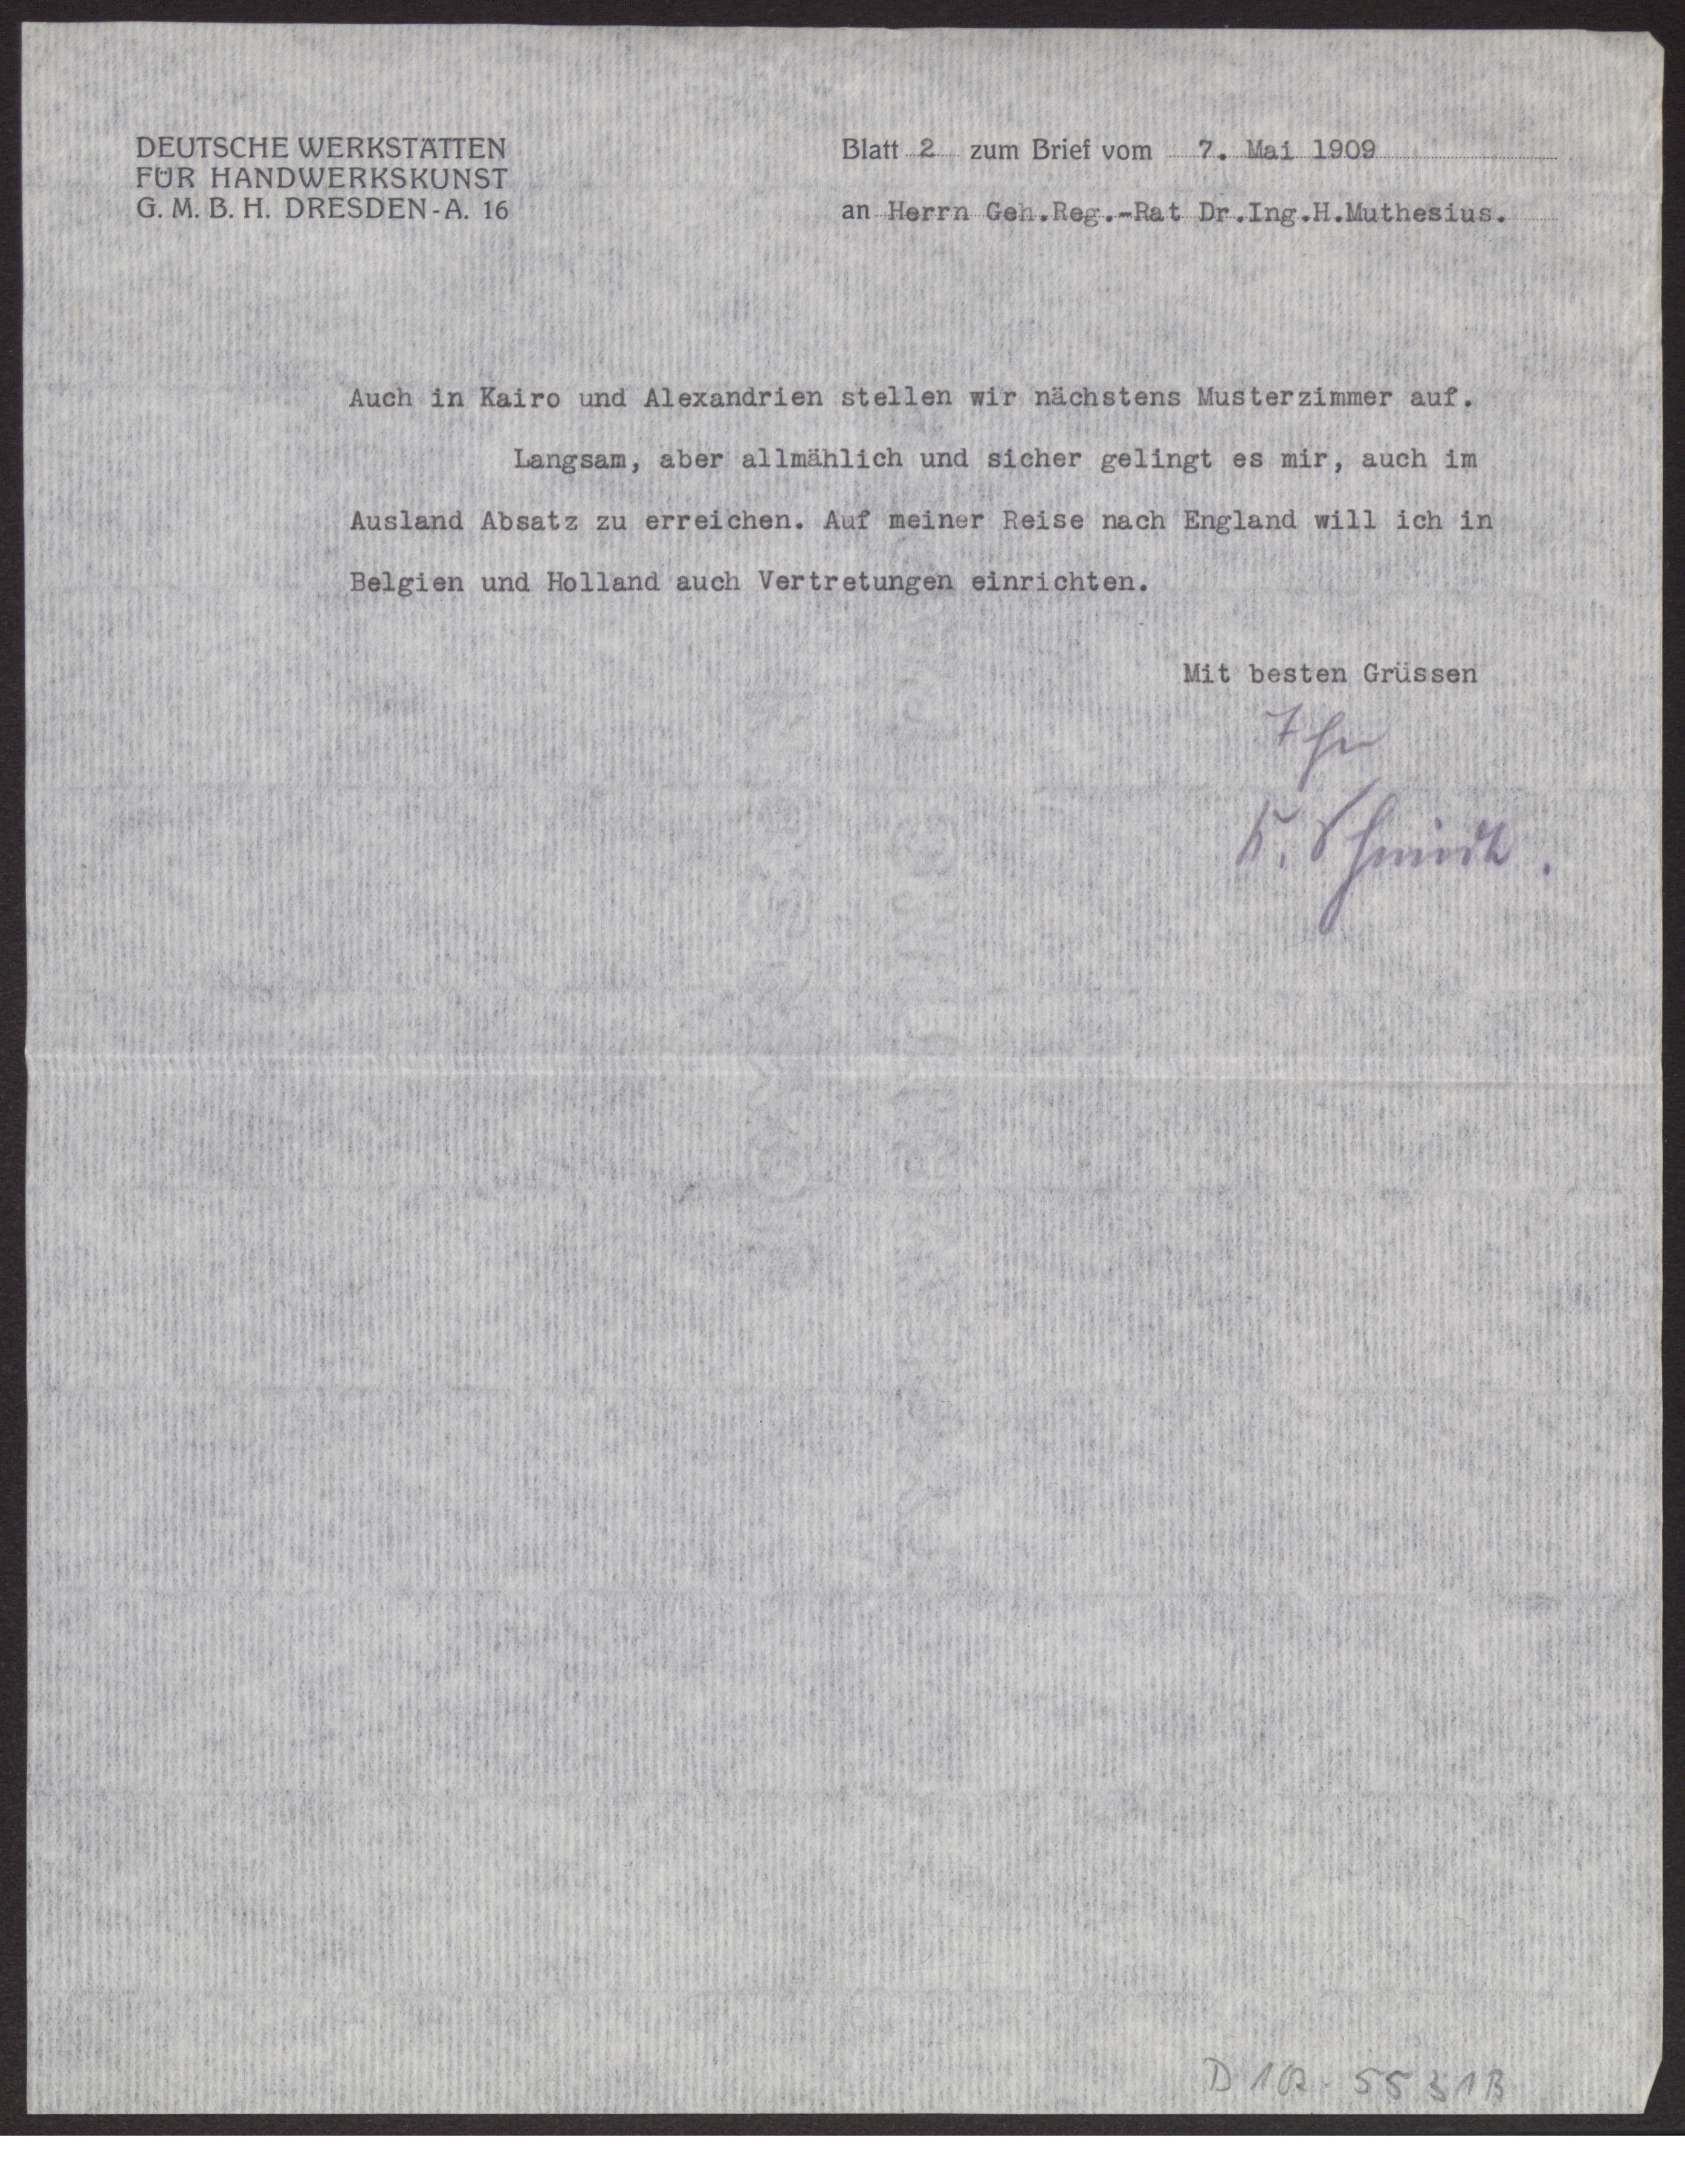 DEUTSCHE WERKSTÄTTEN
FÜR HANDWERKSKUNST
G. M. B. H. DRESDEN-A. 16
Blatt 2 zum Brief vom 7. Mai 1909
an Herrn Geh.Reg.-Rat Dr.Ing.H.Muthesius.
Auch in Kairo und Alexandrien stellen wir nächstens Musterzimmer auf.
Langsam, aber allmählich und sicher gelingt es mir, auch im
Ausland Absatz zu erreichen. Auf meiner Reise nach England will ich in
Belgien und Holland auch Vertretungen einrichten.
Mit besten Grüssen
Ihr
K. Schmidt.